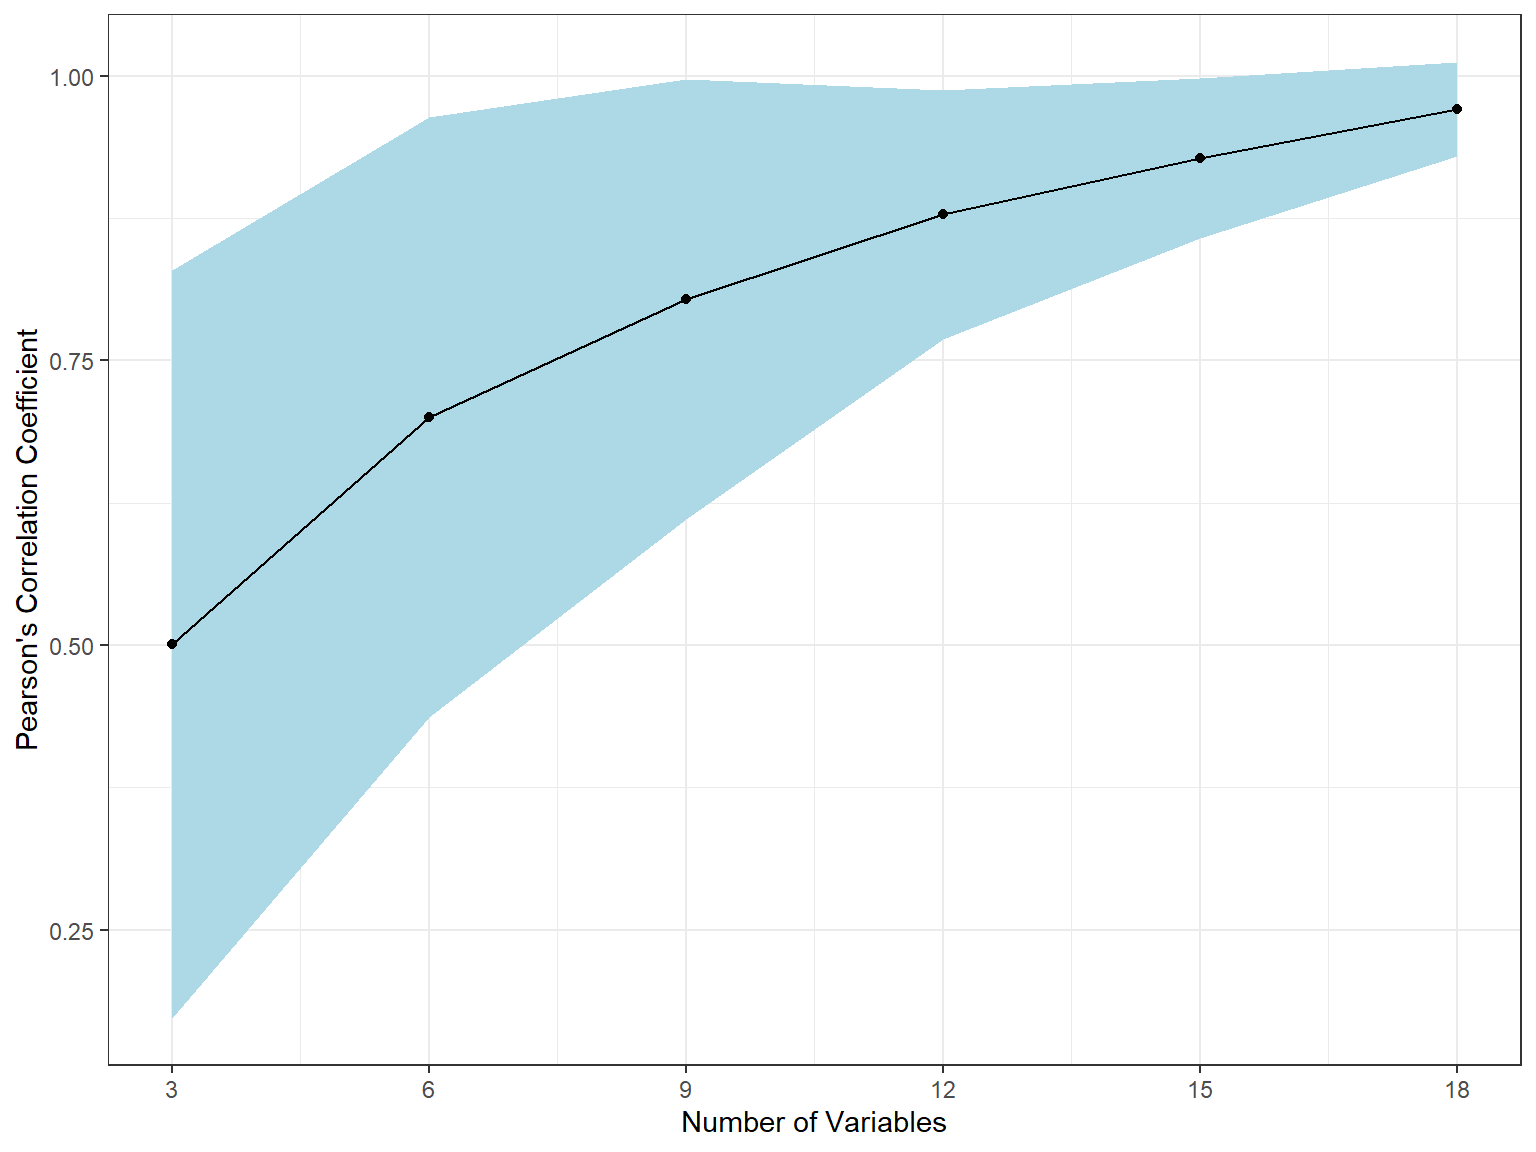 Pearson's Correlation Coefficient
1.00
0.75
0.50
0.25
3 6 9 12 15 18
Number of Variables